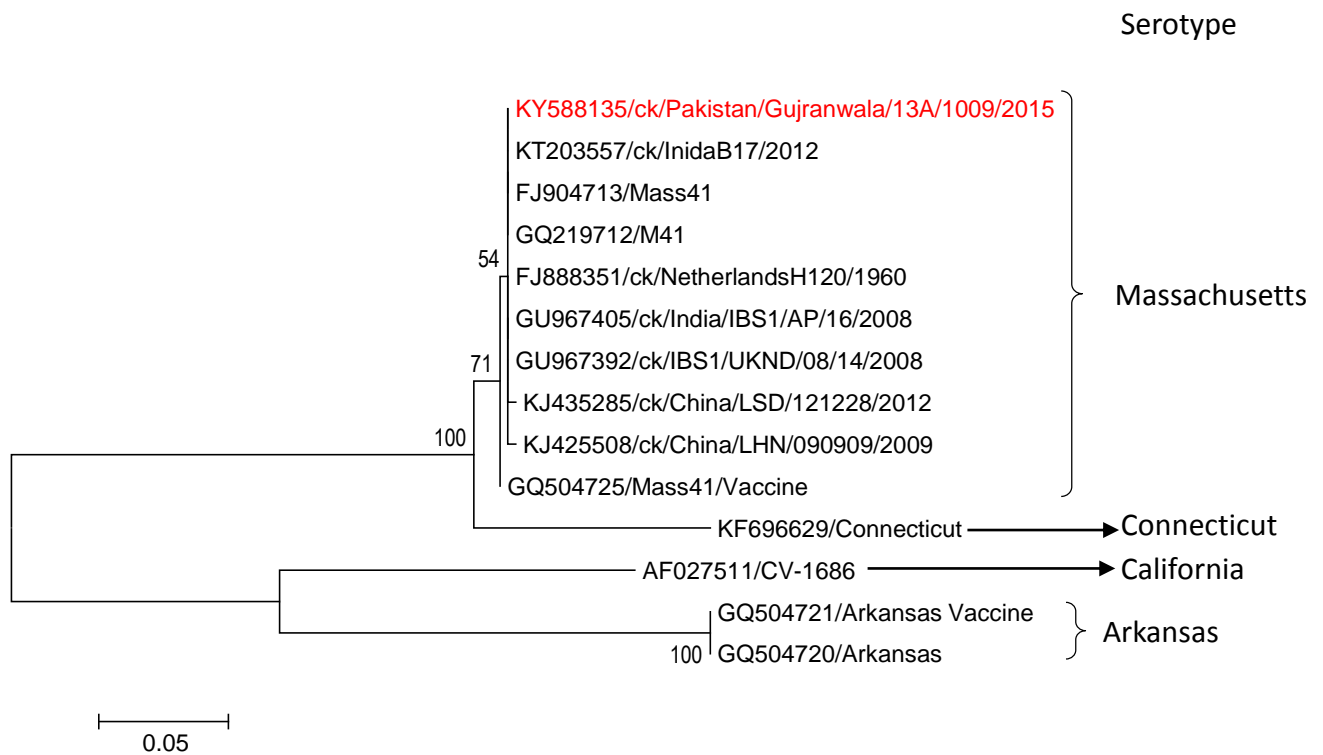 Serotype
KY588135/ck/Pakistan/Gujranwala/13A/1009/2015
KT203557/ck/InidaB17/2012
FJ904713/Mass41
GQ219712/M41
54
FJ888351/ck/NetherlandsH120/1960
Massachusetts
GU967405/ck/India/IBS1/AP/16/2008
71
GU967392/ck/IBS1/UKND/08/14/2008
KJ435285/ck/China/LSD/121228/2012
100
KJ425508/ck/China/LHN/090909/2009
GQ504725/Mass41/Vaccine
KF696629/Connecticut
Connecticut
AF027511/CV-1686
California
GQ504721/Arkansas Vaccine
Arkansas
100
GQ504720/Arkansas
0.05